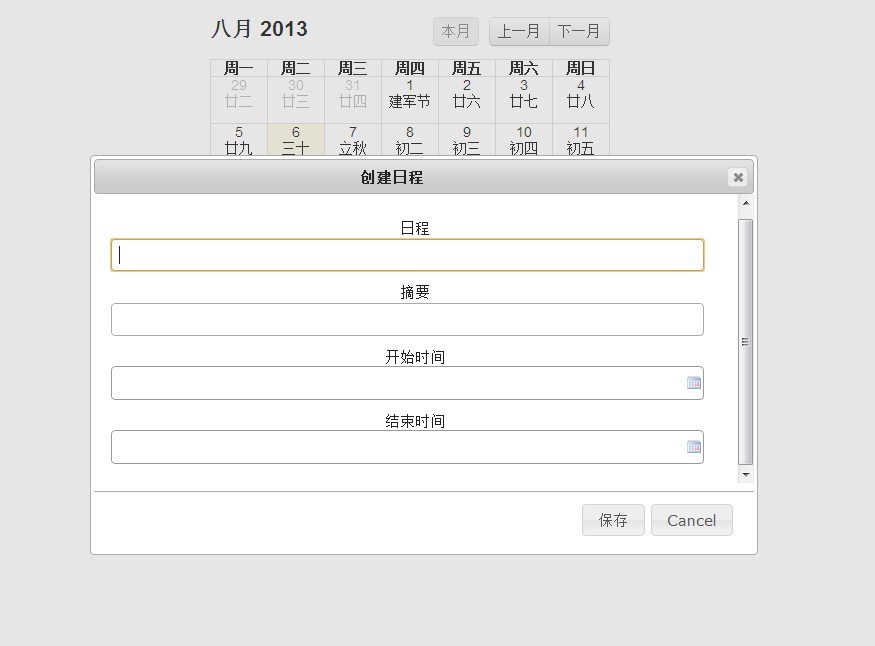 八月 2013
本月 上一月 下一月
周一 周二 周三 周四 周五 周六 周日
29 30 31 1 2 3 4
廿二 廿三 廿四 建军节 廿六 廿七 廿八
5 6 7 8 9 10 11
廿九 三十 立秋 初二 初三 初四 初五
创建日程
日程
摘要
开始时间
结束时间
保存 Cancel